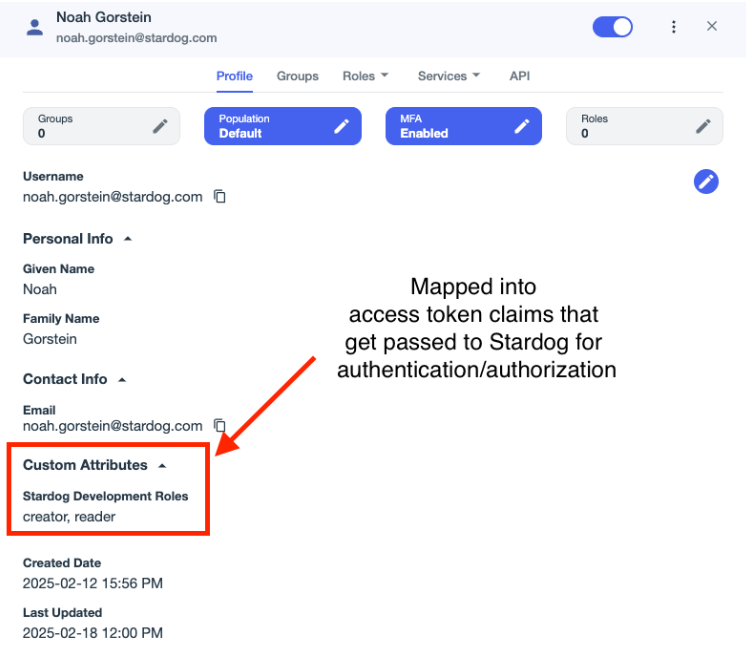 Noah Gorstein
noah.gorstein@stardog.com
Profile Groups Roles Services API
Groups
0
Population
Default
MFA
Enabled
Roles
0
Username
noah.gorstein@stardog.com
Personal Info
Given Name
Noah
Family Name
Gorstein
Mapped into
access token claims that
get passed to Stardog for
authentication/authorization
Contact Info
Email
noah.gorstein@stardog.com
Custom Attributes
Stardog Development Roles
creator, reader
Created Date
2025-02-12 15:56 PM
Last Updated
2025-02-18 12:00 PM